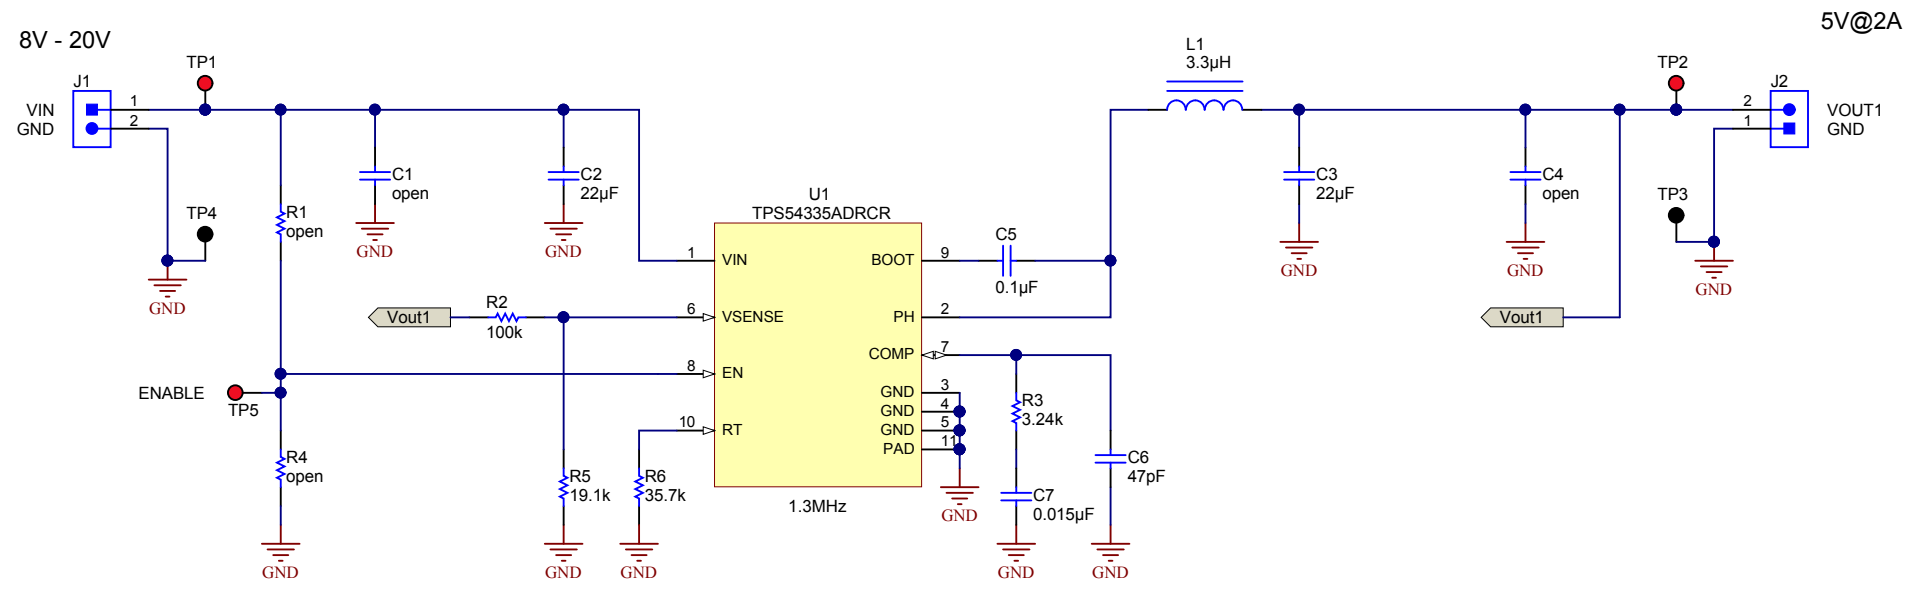 8V - 20V
5V@2A
J1
VIN
GND
1
2
TP1
TP4
GND
R1
open
C1
open
GND
C2
22µF
GND
Vout1
R2
100k
ENABLE
TP5
R4
open
GND
R5
19.1k
GND
R6
35.7k
GND
U1
TPS54335ADRCR
1
VIN
6
VSENSE
8
EN
10
RT
BOOT
9
PH
2
COMP
7
GND
3
GND
4
GND
5
PAD
11
1.3MHz
GND
C5
0.1µF
R3
3.24k
C7
0.015µF
GND
C6
47pF
GND
L1
3.3µH
C3
22µF
GND
C4
open
GND
Vout1
TP2
TP3
GND
J2
2
1
VOUT1
GND